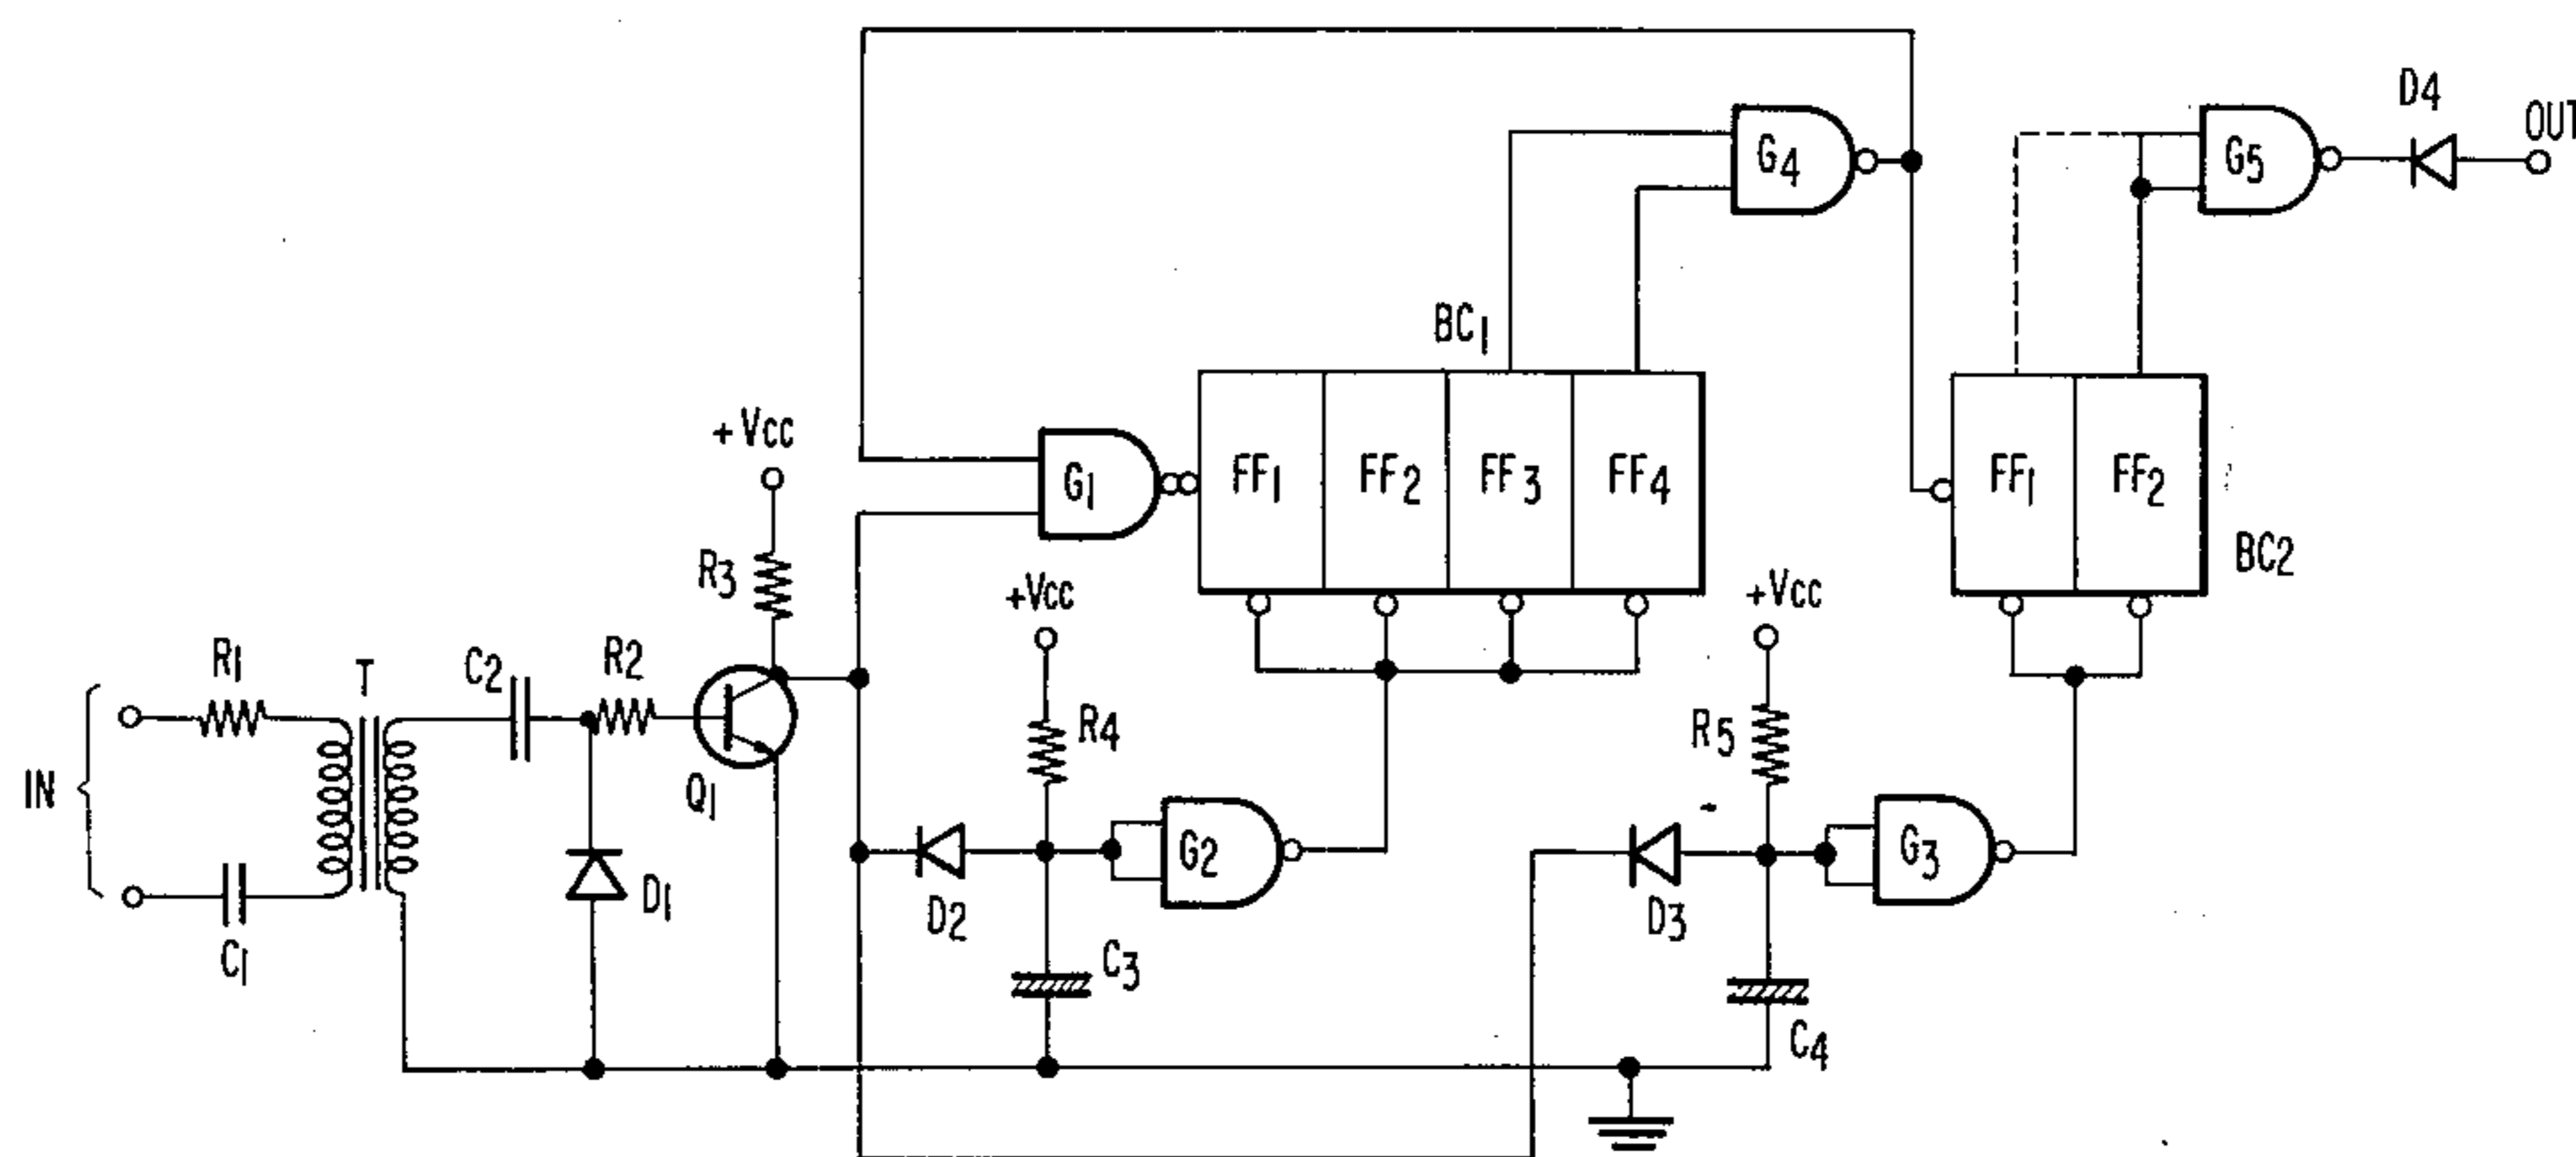 D4
OUT
G4
G5
BC1
+Vcc
G1
FF1
FF2
FF3
FF4
FF1
FF2
BC2
R3
+Vcc
+Vcc
R1
T
C2
R2
R4
R5
IN
Q1
G2
G3
D1
D2
D3
C1
C3
C4